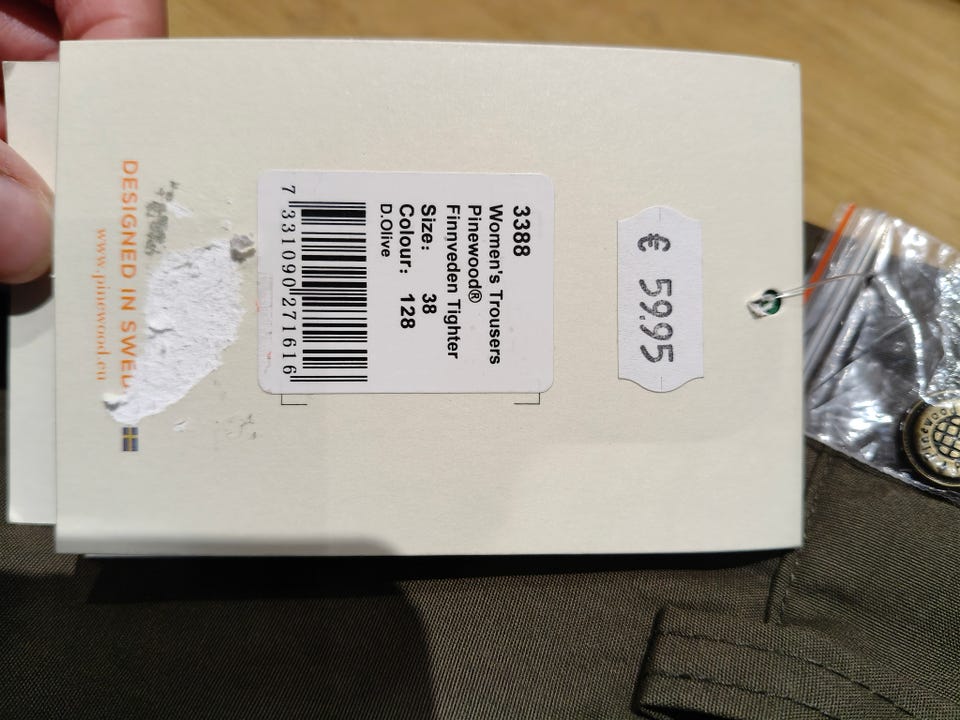 € 59.95
3388
Women's Trousers
Pinewood®
Finnveden Tighter
Size: 38
Colour: 128
D.Olive
7 331090 271616
DESIGNED IN SWED
www.pinewood.eu
Pinewood